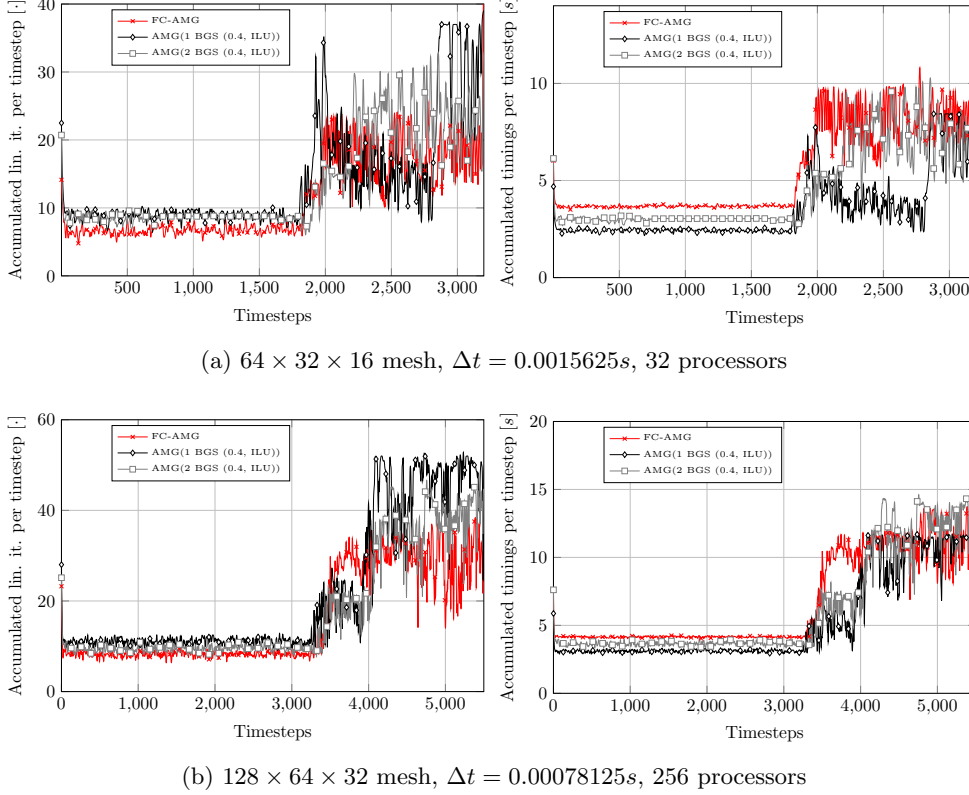 Accumulated lin. it. per timestep [·]
40
30
20
10
0
500
1,000
1,500
2,000
2,500
3,000
Timesteps
FC-AMG
AMG(1 BGS (0.4, ILU))
AMG(2 BGS (0.4, ILU))
Accumulated timings per timestep [s]
10
5
0
500
1,000
1,500
2,000
2,500
3,000
Timesteps
FC-AMG
AMG(1 BGS (0.4, ILU))
AMG(2 BGS (0.4, ILU))
(a) 64 × 32 × 16 mesh, Δt = 0.0015625s, 32 processors
Accumulated lin. it. per timestep [·]
60
40
20
0
0
1,000
2,000
3,000
4,000
5,000
Timesteps
FC-AMG
AMG(1 BGS (0.4, ILU))
AMG(2 BGS (0.4, ILU))
Accumulated timings per timestep [s]
20
15
10
5
0
0
1,000
2,000
3,000
4,000
5,000
Timesteps
FC-AMG
AMG(1 BGS (0.4, ILU))
AMG(2 BGS (0.4, ILU))
(b) 128 × 64 × 32 mesh, Δt = 0.00078125s, 256 processors